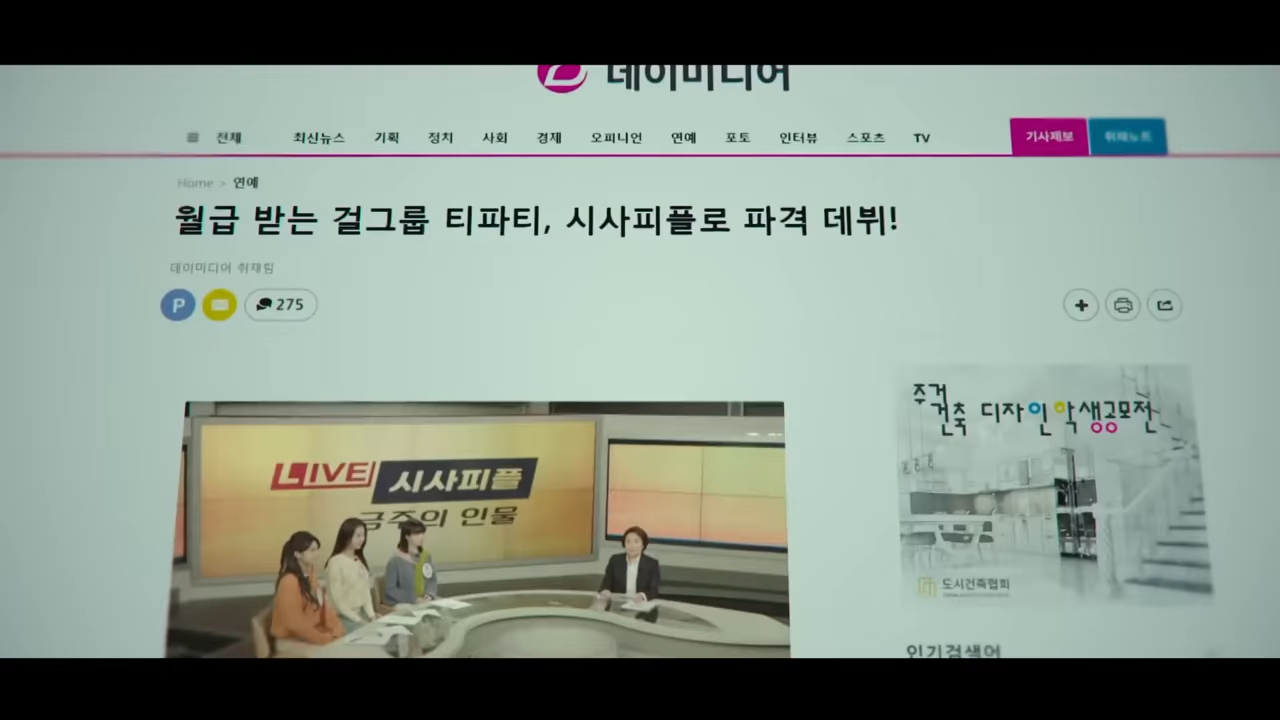 데이미디어
전체 최신뉴스 기획 정치 사회 경제 오피니언 연예 포토 인터뷰 스포츠 TV 기사제보 취재노트
Home > 연예
월급 받는 걸그룹 티파티, 시사피플로 파격 데뷔!
데이미디어 취재팀
P 275
LIVE 시사피플
금주의 인물
주거
건축 디자인 학생공모전
도시건축협회
인기검색어